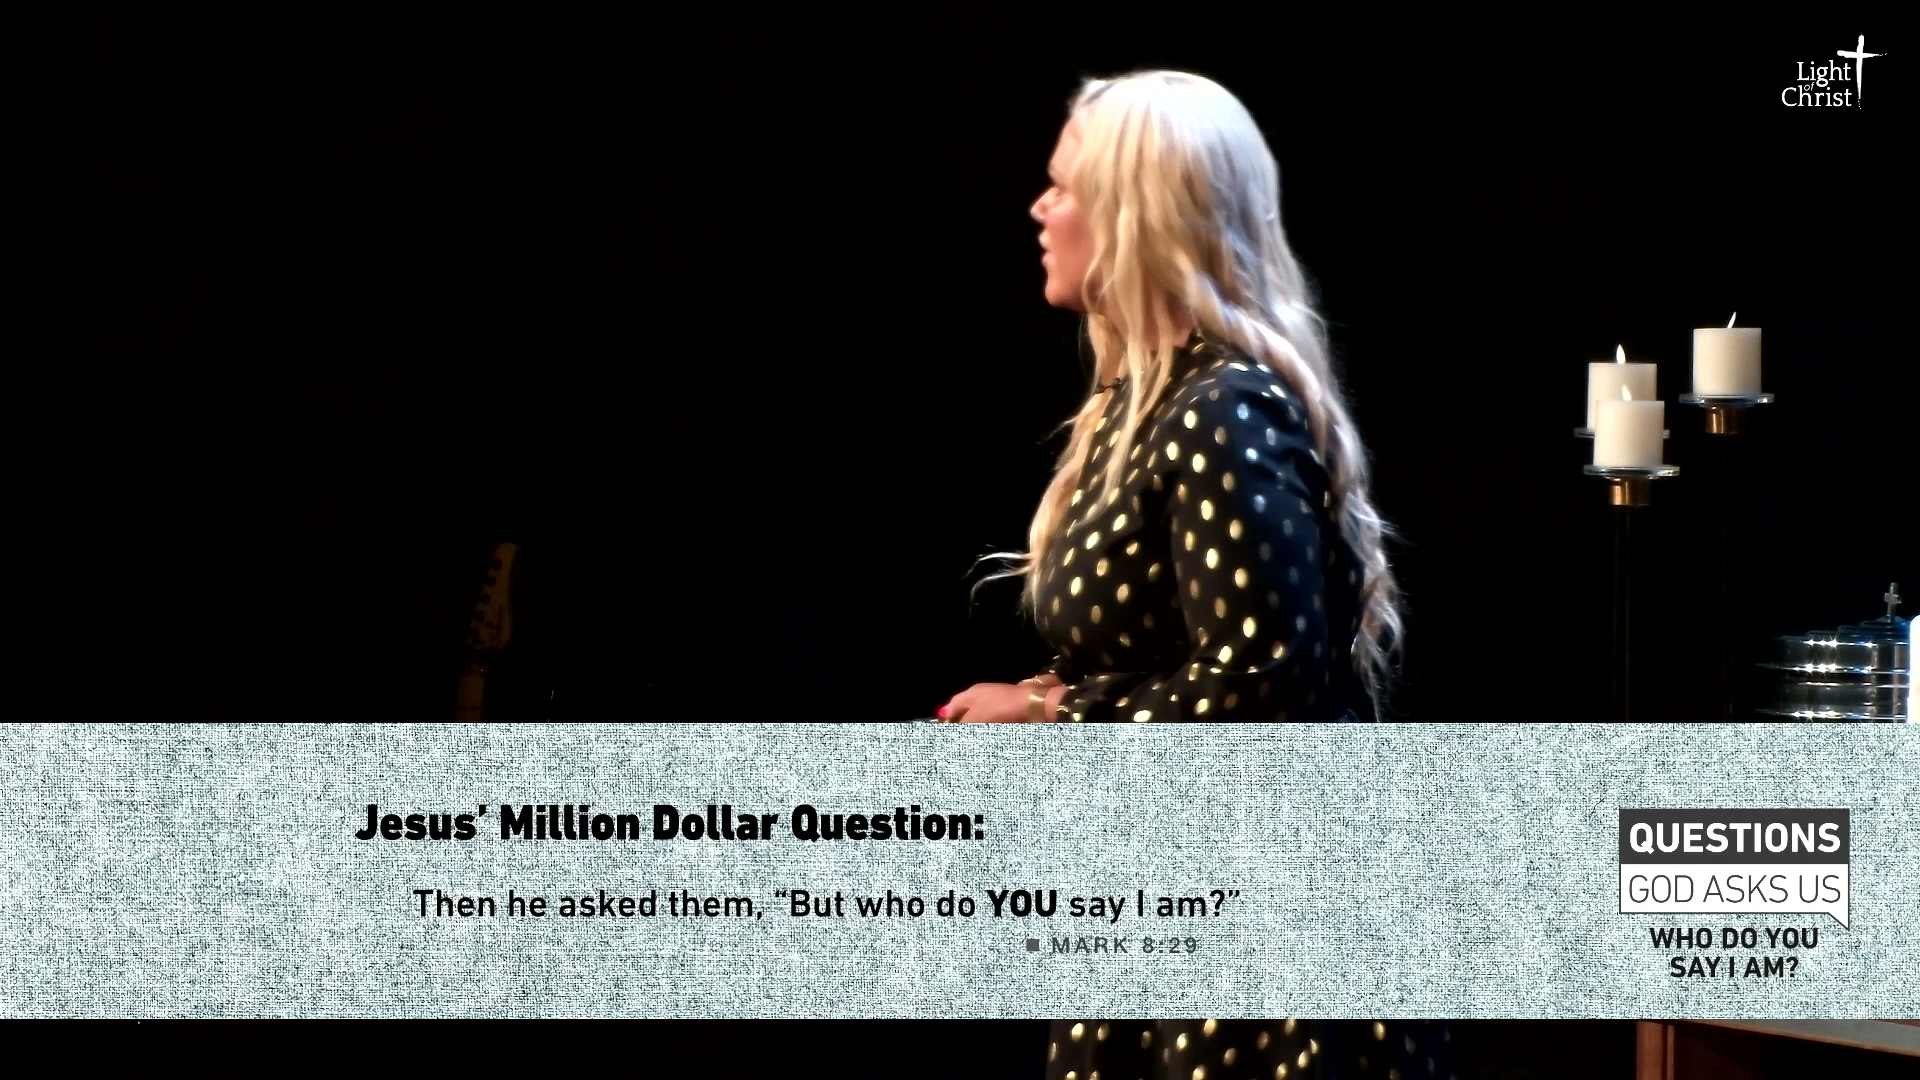 Light
of
Christ
Jesus’ Million Dollar Question:
Then he asked them, “But who do YOU say I am?”
■ MARK 8:29
QUESTIONS
GOD ASKS US
WHO DO YOU
SAY I AM?